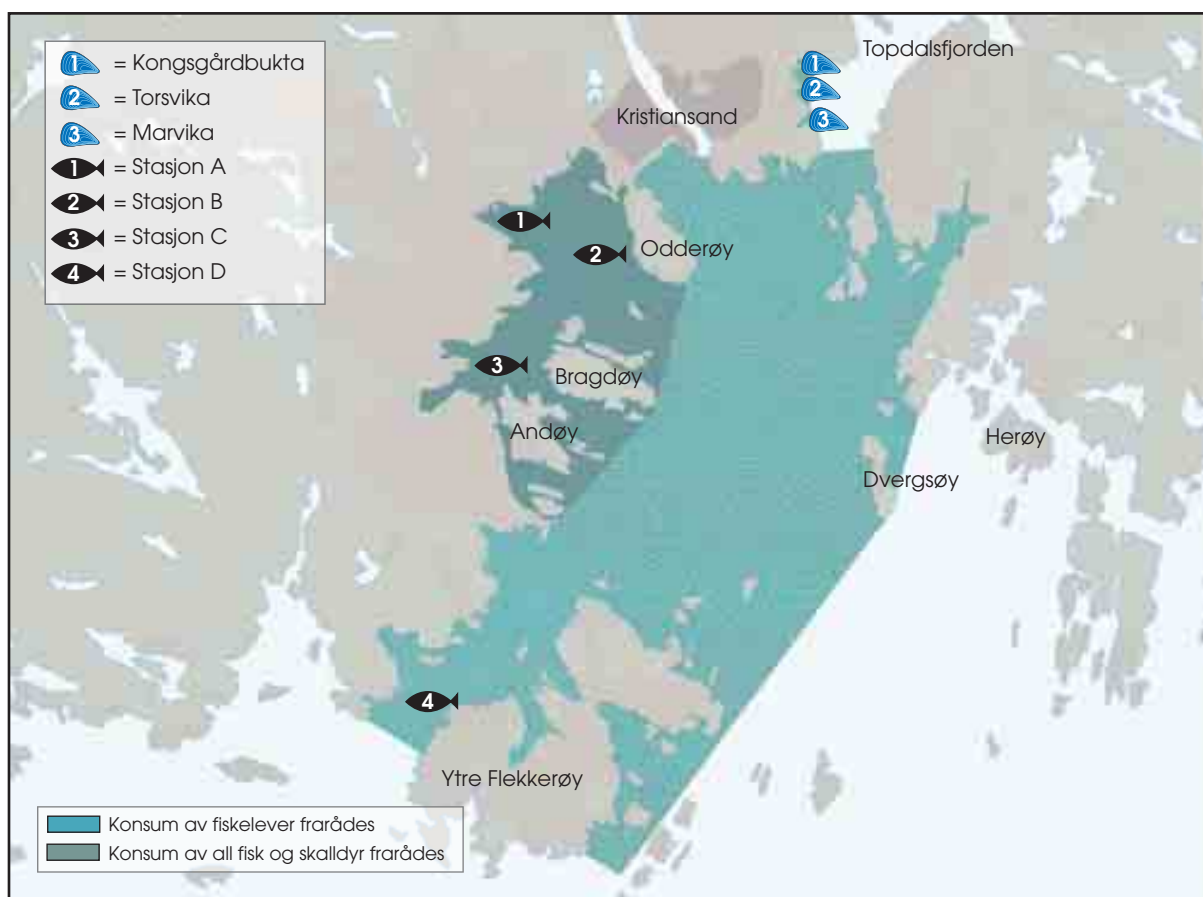 1 = Kongsgårdbukta
2 = Torsvika
3 = Marvika
1 = Stasjon A
2 = Stasjon B
3 = Stasjon C
4 = Stasjon D
Topdalsfjorden
1
2
3
Kristiansand
1
2
Odderøy
3
Bragdøy
Andøy
Herøy
Dvergsøy
4
Ytre Flekkerøy
Konsum av fiskelever frarådes
Konsum av all fisk og skalldyr frarådes